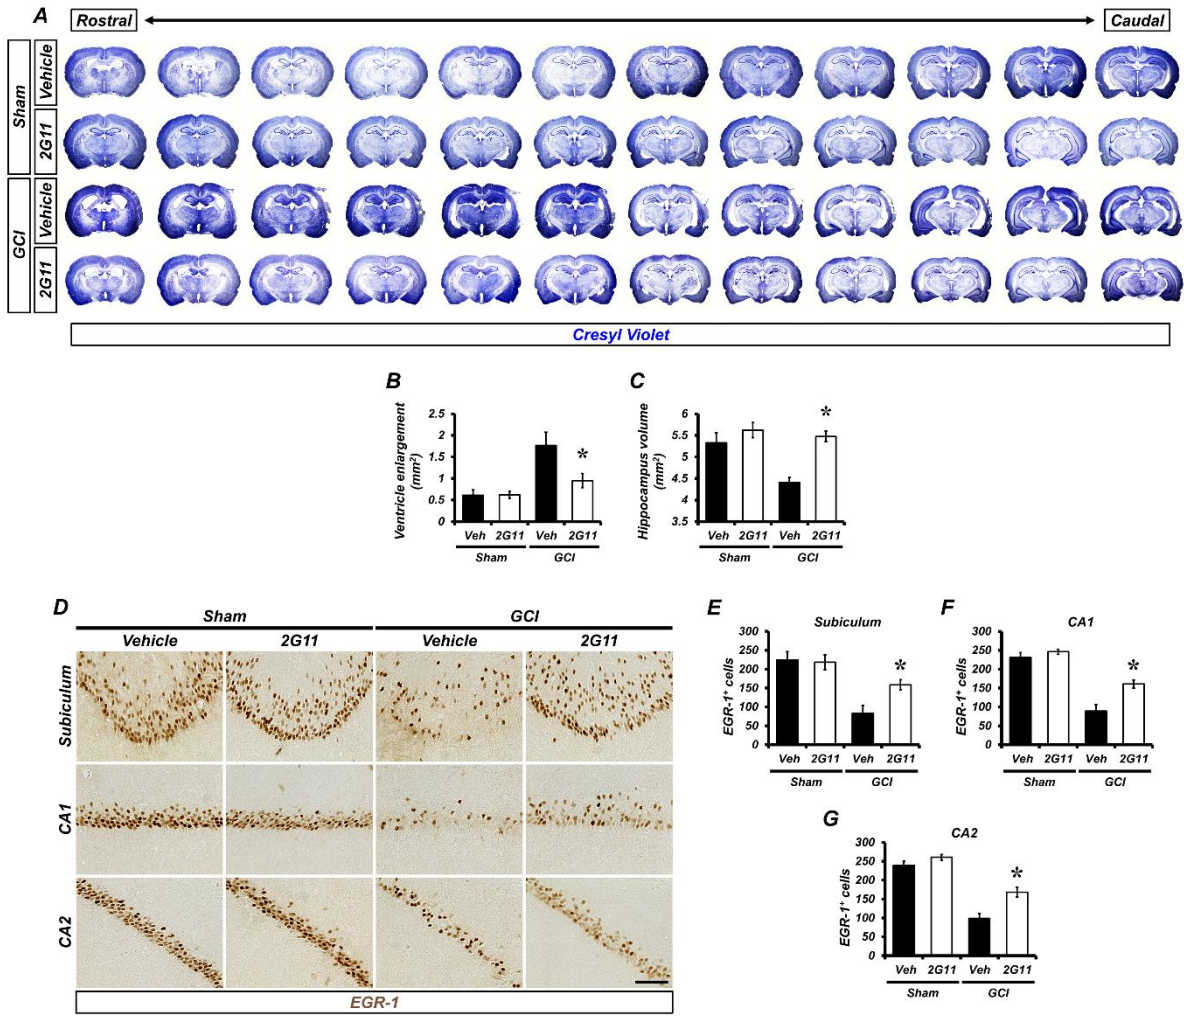 A
Rostral
Caudal
Sham
Vehicle
2G11
GCI
Vehicle
2G11
Cresyl Violet
B
Ventricle enlargement
(mm²)
2.5
2
1.5
1
0.5
0
*
Veh 2G11 Veh 2G11
Sham GCI
C
Hippocampus volume
(mm²)
6
5.5
5
4.5
4
3.5
*
Veh 2G11 Veh 2G11
Sham GCI
D
Sham GCI
Vehicle 2G11 Vehicle 2G11
Subiculum
CA1
CA2
EGR-1
E
Subiculum
EGR-1⁺ cells
300
250
200
150
100
50
0
*
Veh 2G11 Veh 2G11
Sham GCI
F
CA1
EGR-1⁺ cells
300
250
200
150
100
50
0
*
Veh 2G11 Veh 2G11
Sham GCI
G
CA2
EGR-1⁺ cells
300
250
200
150
100
50
0
*
Veh 2G11 Veh 2G11
Sham GCI